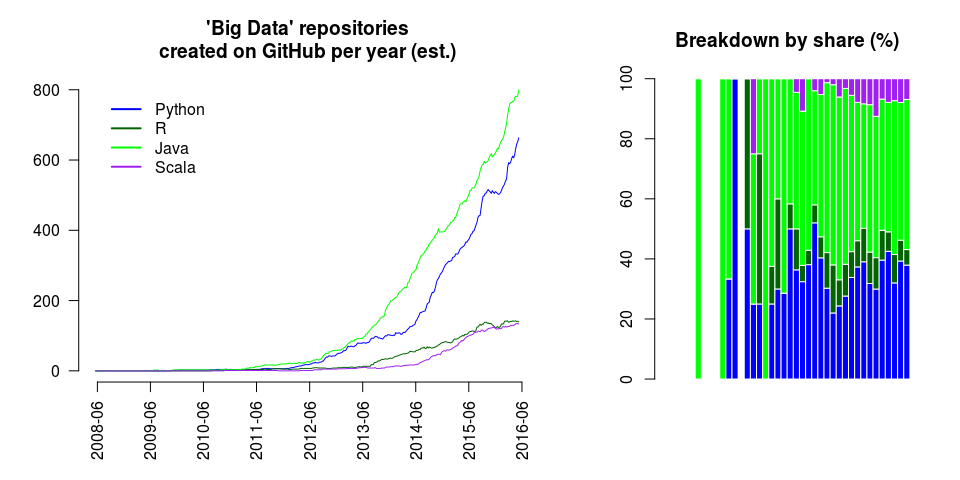 'Big Data' repositories
created on GitHub per year (est.)
800
600
400
200
0
Python
R
Java
Scala
2008-06
2009-06
2010-06
2011-06
2012-06
2013-06
2014-06
2015-06
2016-06
Breakdown by share (%)
100
80
60
40
20
0